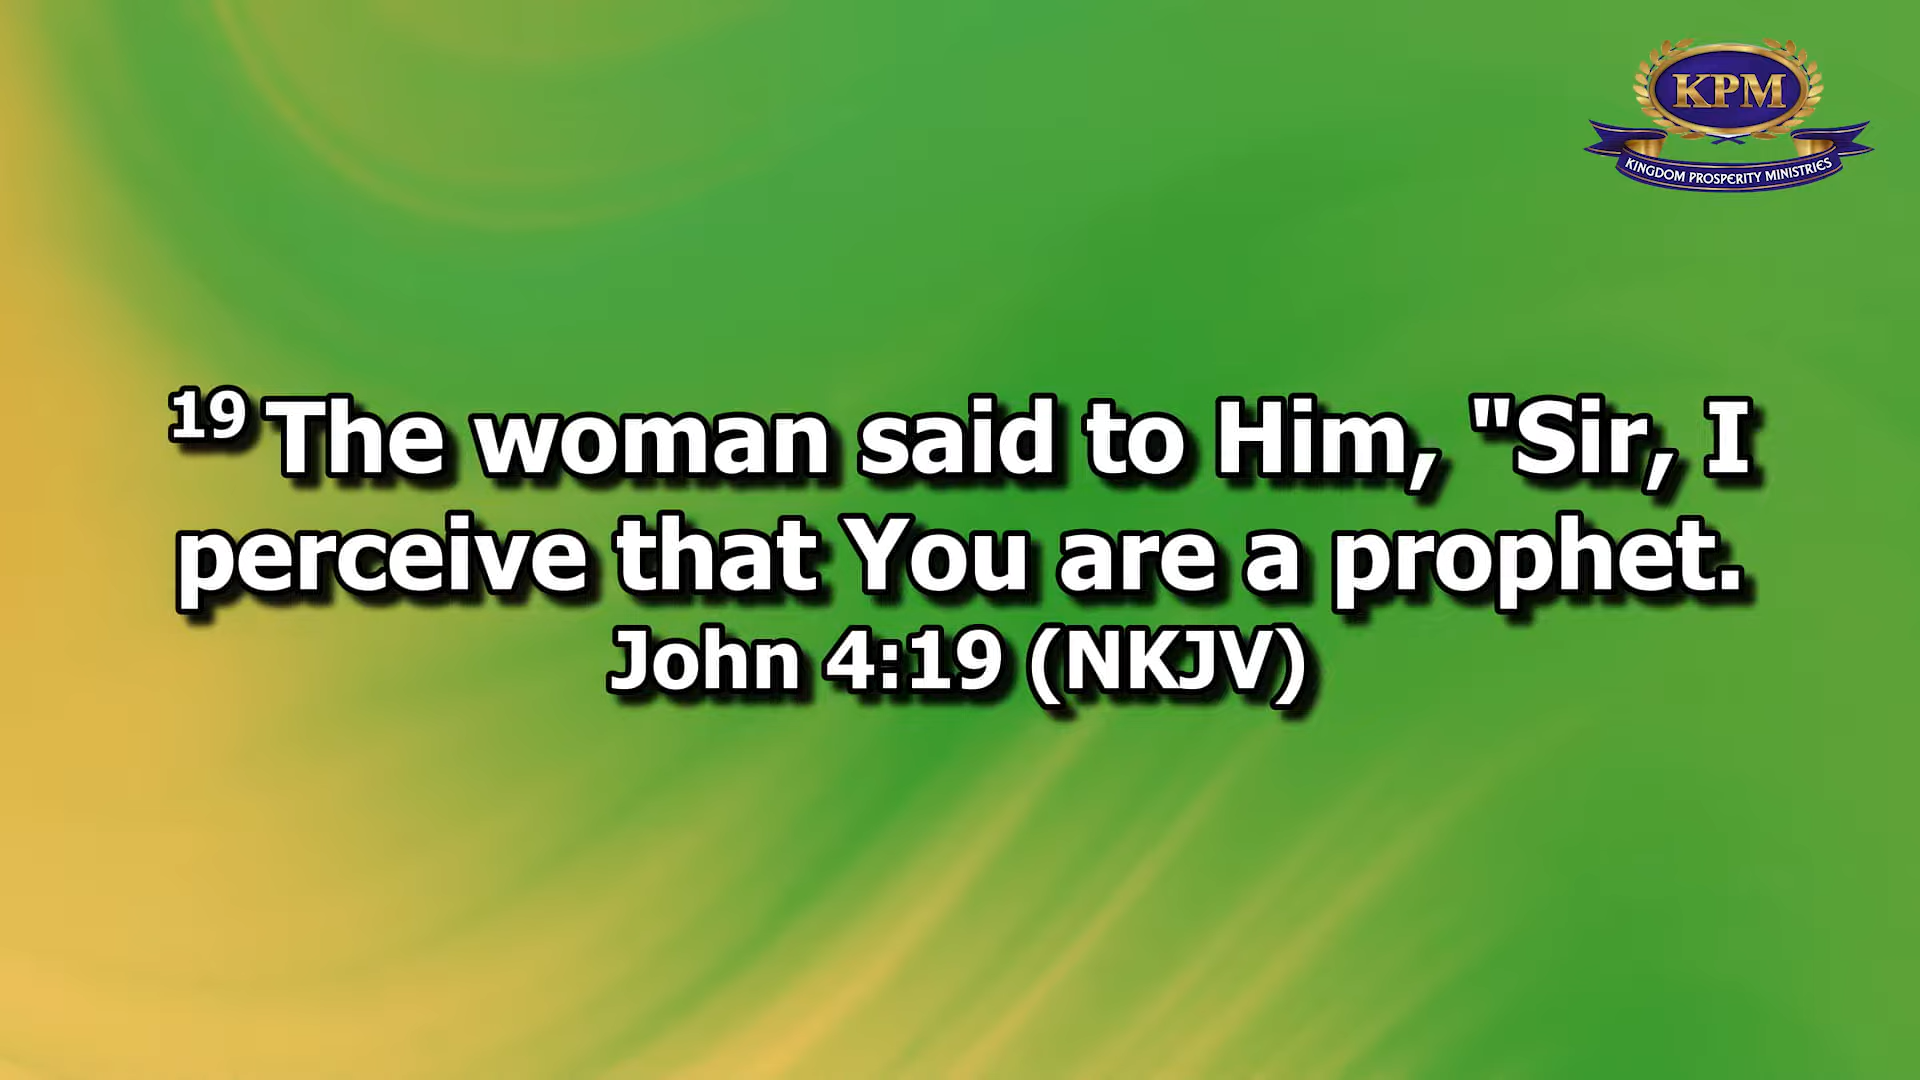 KPM
KINGDOM PROSPERITY MINISTRIES
19 The woman said to Him, "Sir, I
perceive that You are a prophet.
John 4:19 (NKJV)